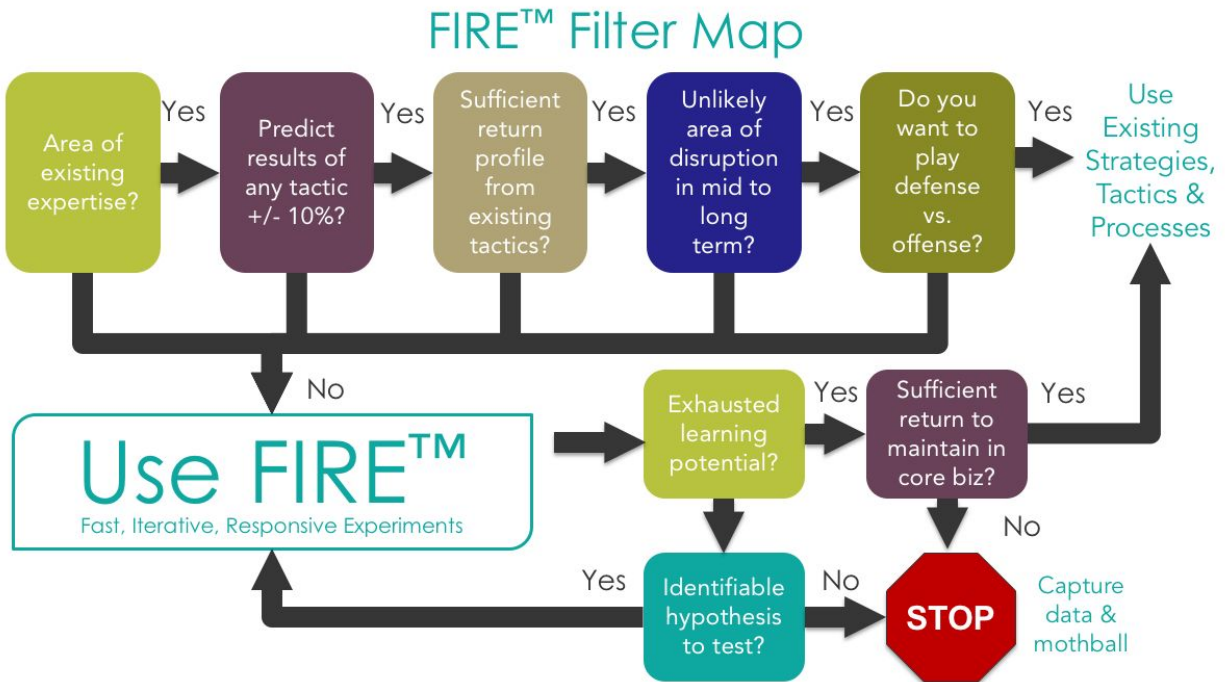 FIRE™ Filter Map
Area of
existing
expertise?
Yes
Predict
results of
any tactic
+/- 10%?
Yes
Sufficient
return
profile
from
existing
tactics?
Yes
Unlikely
area of
disruption
in mid to
long
term?
Yes
Do you
want to
play
defense
vs.
offense?
Yes
Use
Existing
Strategies,
Tactics &
Processes
No
Use FIRE™
Fast, Iterative, Responsive Experiments
Exhausted
learning
potential?
Yes
Sufficient
return to
maintain in
core biz?
Yes
No
Yes
Identifiable
hypothesis
to test?
No
STOP
Capture
data &
mothball